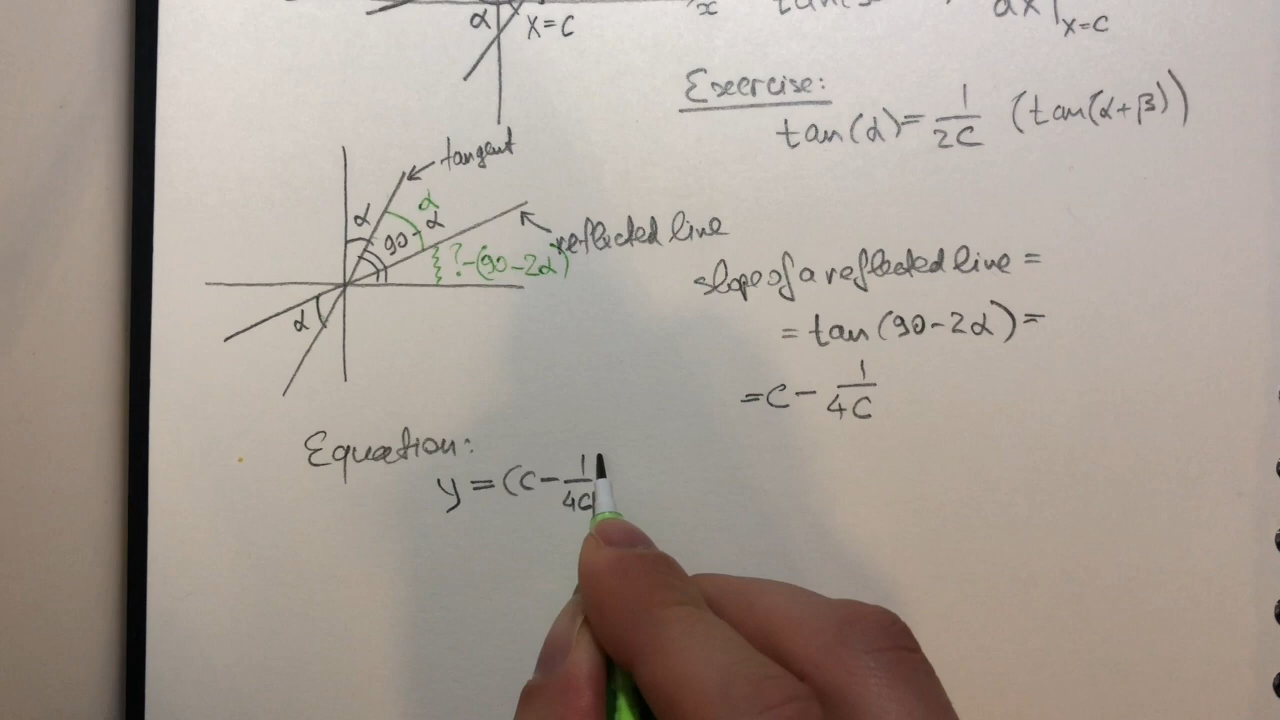 α x=c
x
dx|x=c
Exercise:
tan(α)= 1/2C (tan(α+β))
tangent
α α
α
90-
reflected line
?-(90-2α)
α
slope of a reflected line =
= tan(90-2α)=
=C- 1/4C
Equation:
y=(C- 1/4C